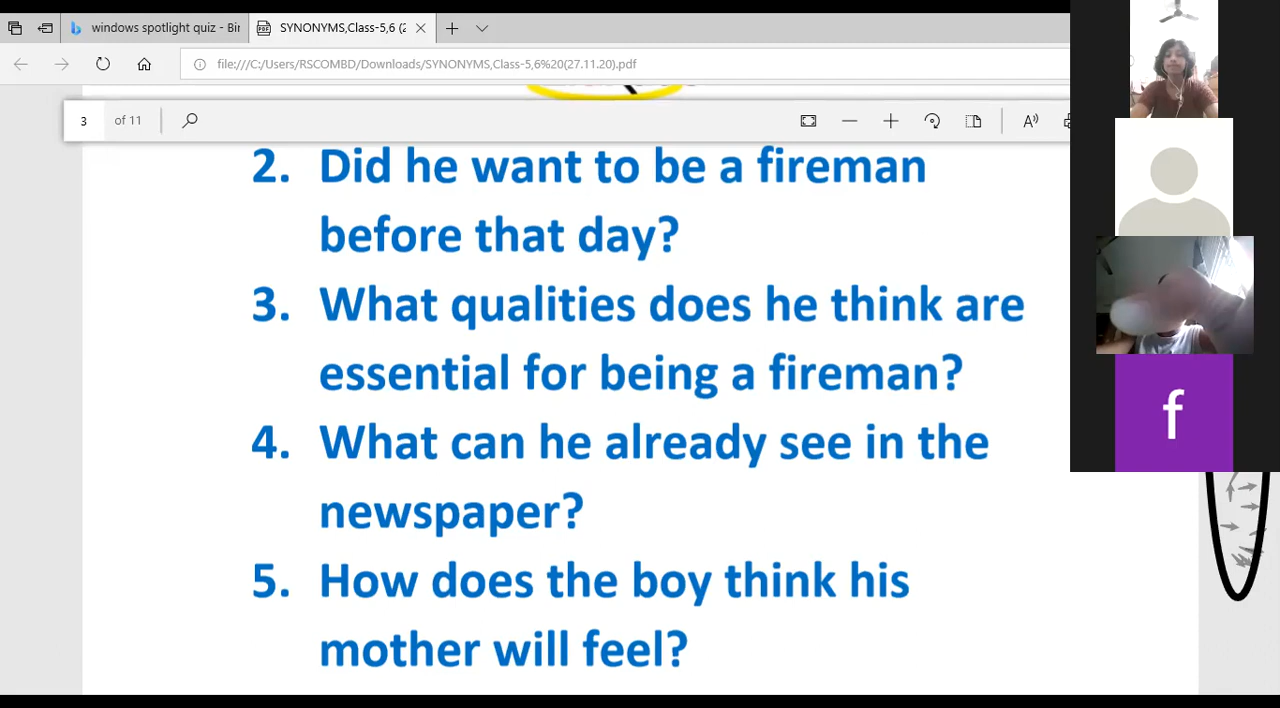 windows spotlight quiz - Bir
SYNONYMS,Class-5,6 (2
file:///C:/Users/RSCOMBD/Downloads/SYNONYMS,Class-5,6%20(27.11.20).pdf
3 of 11
2. Did he want to be a fireman
before that day?
3. What qualities does he think are
essential for being a fireman?
4. What can he already see in the
newspaper?
5. How does the boy think his
mother will feel?
f